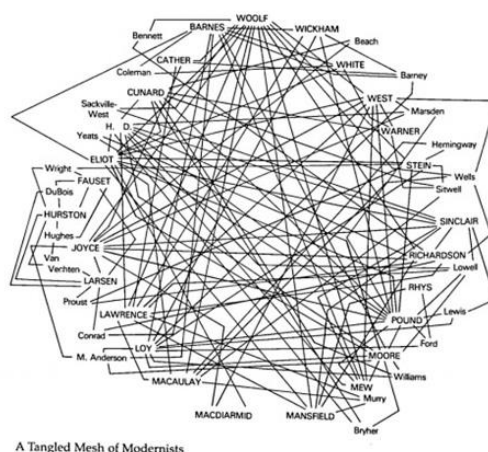 WOOLF
BARNES
WICKHAM
Bennett
Beach
CATHER
WHITE
Coleman
Barney
CUNARD
WEST
Sackville-
West
Marsden
H. D.
WARNER
Yeats
Hemingway
ELIOT
STEIN
Wright
Wells
FAUSET
Sitwell
DuBois
HURSTON
SINCLAIR
Hughes
JOYCE
RICHARDSON
Van
Verhten
Lowell
LARSEN
RHYS
Proust
LAWRENCE
POUND
Lewis
Conrad
Ford
LOY
MOORE
M. Anderson
Williams
MACAULAY
MEW
Murry
MACDIARMID
MANSFIELD
Bryher
A Tangled Mesh of Modernists